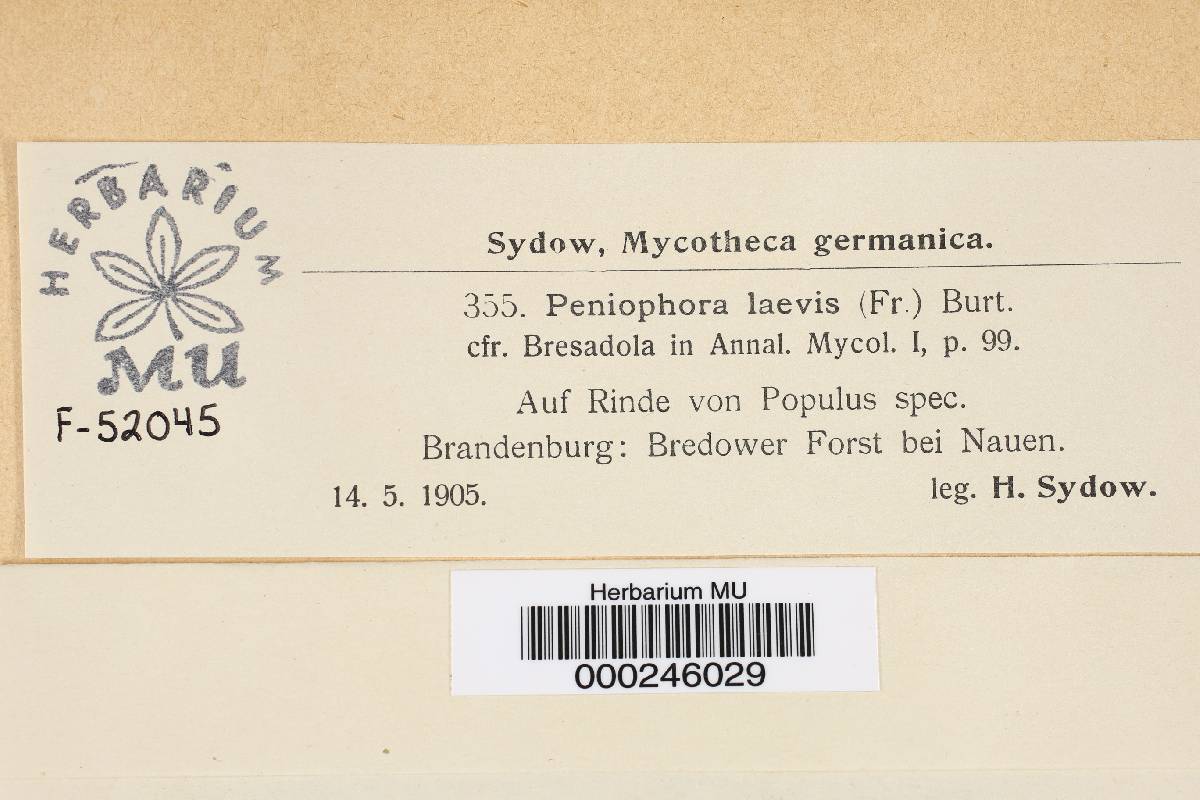 HERBARIUM
MU
F-52045
Sydow, Mycotheca germanica.
355. Peniophora laevis (Fr.) Burt.
cfr. Bresadola in Annal. Mycol. I, p. 99.
Auf Rinde von Populus spec.
Brandenburg: Bredower Forst bei Nauen.
14. 5. 1905. leg. H. Sydow.
Herbarium MU
000246029